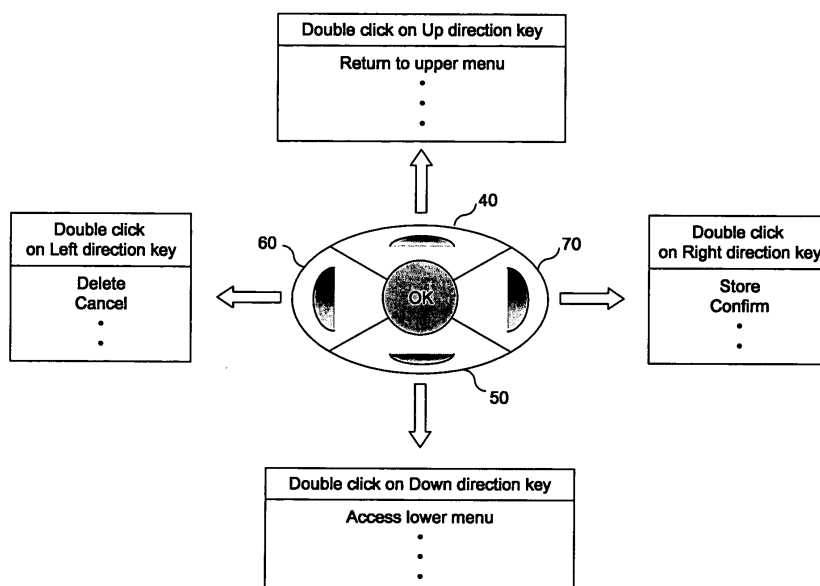 Double click on Up direction key
Return to upper menu
40
60
70
Double click
on Left direction key
Delete
Cancel
OK
Double click
on Right direction key
Store
Confirm
50
Double click on Down direction key
Access lower menu